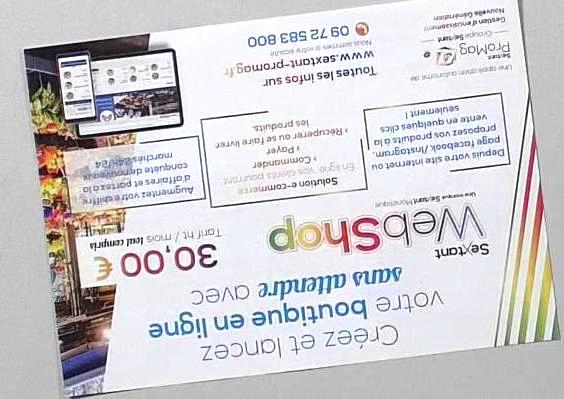 Créez et lancez
votre boutique en ligne
sans attendre avec
Sextant
WebShop
Une marque Sextant Monétique
30,00 €
Tarif ht / mois tout compris
Depuis votre site internet ou
page facebook / Instagram,
proposez vos produits à la
vente en quelques clics
seulement !
Solution e-commerce
En ligne, vos clients pourront
› Commander
› Payer
› Récupérer ou se faire livrer
les produits.
Augmentez votre chiffre
d'affaires et partez à la
conquête de nouveaux
marchés 24h/24
Une application autonome de
Sextant
ProMag
Groupe Sextant
Gestion d'encaissement
Nouvelle Génération
Toutes les infos sur
www.sextant-promag.fr
Nous sommes à votre écoute
09 72 583 800